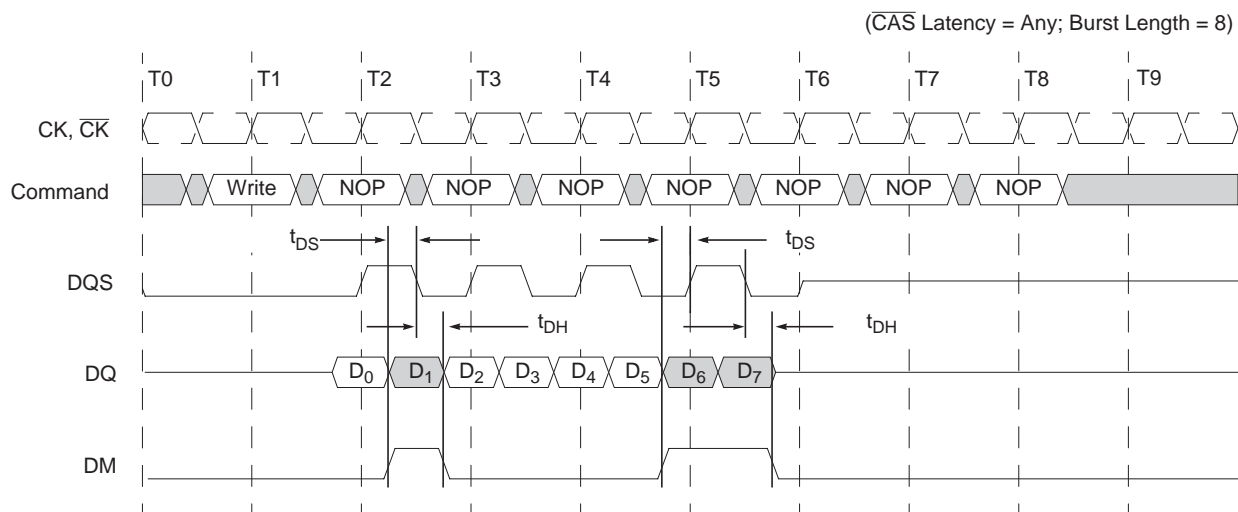 (C̅A̅S̅ Latency = Any; Burst Length = 8)
T0 T1 T2 T3 T4 T5 T6 T7 T8 T9
CK, C̅K̅
Command Write NOP NOP NOP NOP NOP NOP NOP
tDS tDS
DQS
tDH tDH
DQ D0 D1 D2 D3 D4 D5 D6 D7
DM